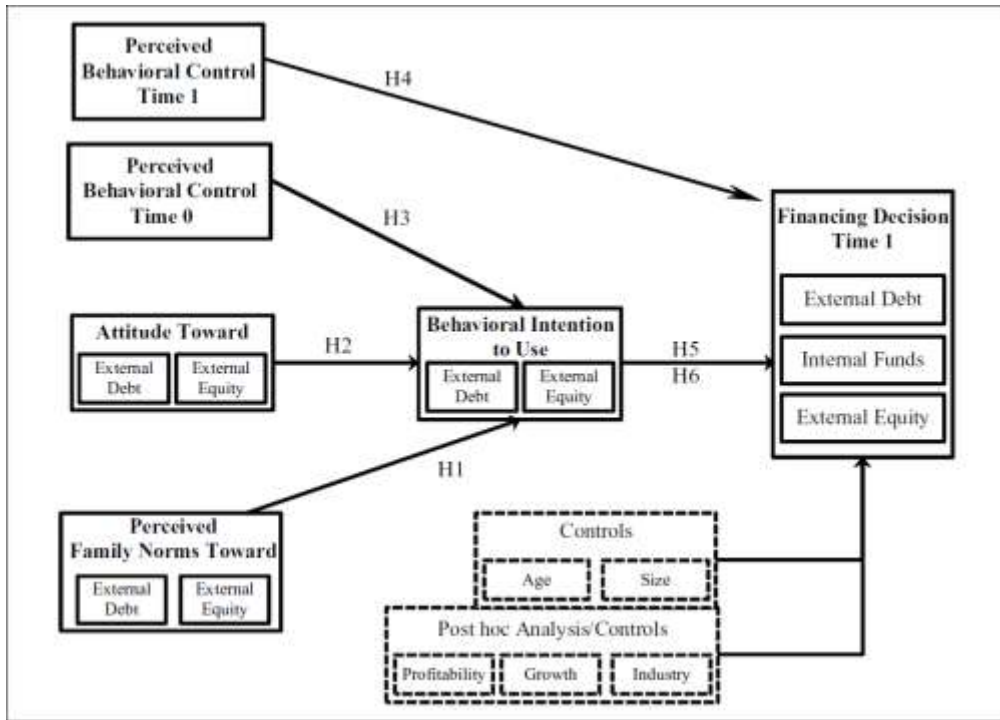 Perceived
Behavioral Control
Time 1
H4
Perceived
Behavioral Control
Time 0
H3
Financing Decision
Time 1
External Debt
Internal Funds
External Equity
Attitude Toward
External
Debt
External
Equity
H2
Behavioral Intention
to Use
External
Debt
External
Equity
H5
H6
H1
Perceived
Family Norms Toward
External
Debt
External
Equity
Controls
Age
Size
Post hoc Analysis/Controls
Profitability
Growth
Industry